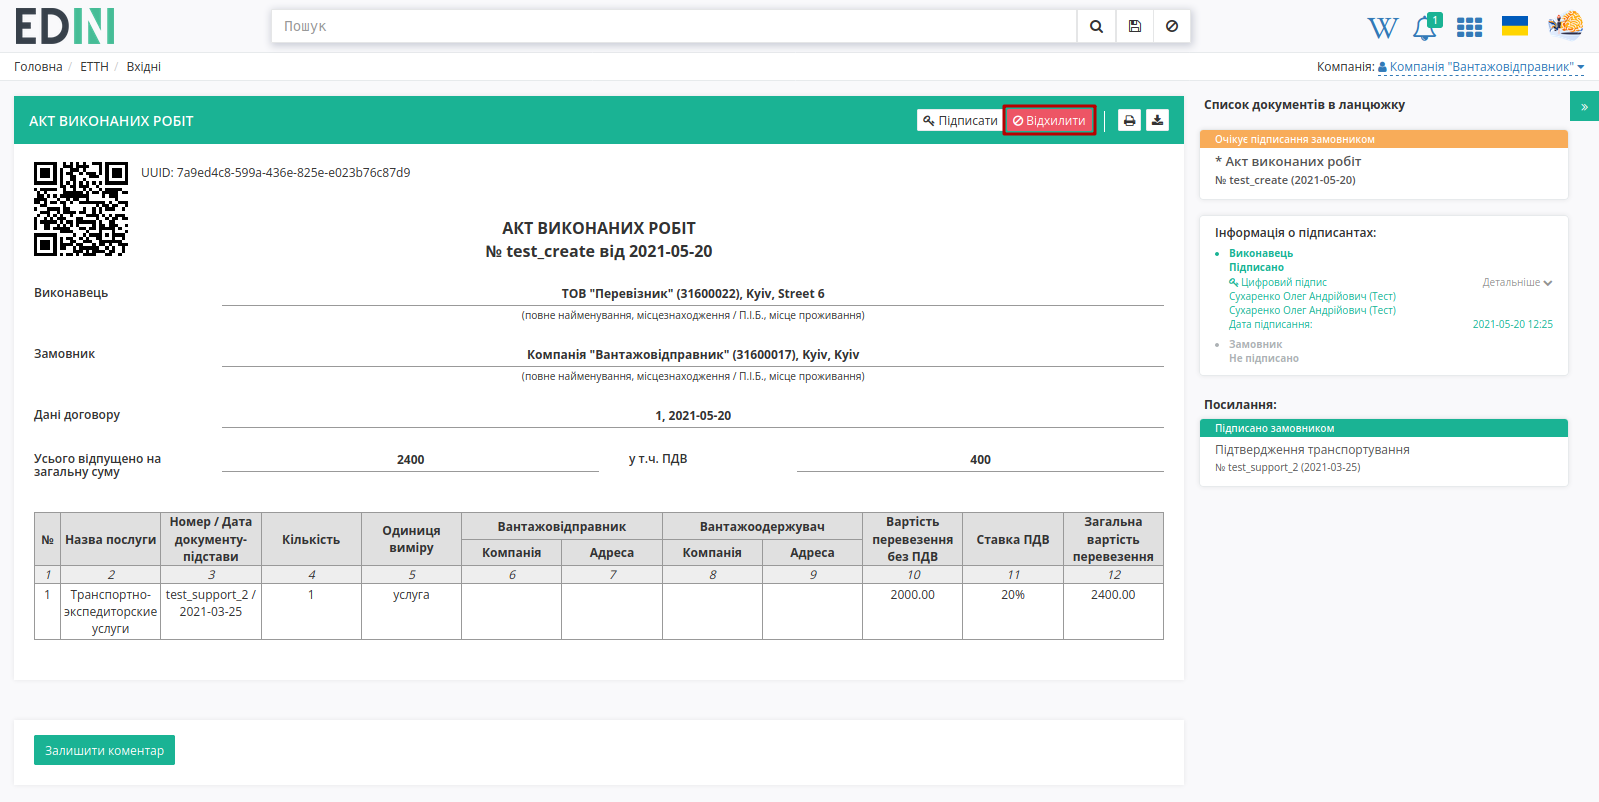 EDIN
Пошук
1
Головна / ЕТТН / Вхідні
Компанія: Компанія "Вантажовідправник"
АКТ ВИКОНАНИХ РОБІТ
Підписати
Відхилити
UUID: 7a9ed4c8-599a-436e-825e-e023b76c87d9
АКТ ВИКОНАНИХ РОБІТ
№ test_create від 2021-05-20
Виконавець
ТОВ "Перевізник" (31600022), Kyiv, Street 6
(повне найменування, місцезнаходження / П.І.Б., місце проживання)
Замовник
Компанія "Вантажовідправник" (31600017), Kyiv, Kyiv
(повне найменування, місцезнаходження / П.І.Б., місце проживання)
Дані договору
1, 2021-05-20
Усього відпущено на
загальну суму
2400
у т.ч. ПДВ
400
№
Назва послуги
Номер / Дата
документу-
підстави
Кількість
Одиниця
виміру
Вантажовідправник
Компанія
Адреса
Вантажоодержувач
Компанія
Адреса
Вартість
перевезення
без ПДВ
Ставка ПДВ
Загальна
вартість
перевезення
1 2 3 4 5 6 7 8 9 10 11 12
1
Транспортно-
экспедиторские
услуги
test_support_2 /
2021-03-25
1
услуга
2000.00
20%
2400.00
Залишити коментар
Список документів в ланцюжку
»
Очікує підписання замовником
* Акт виконаних робіт
№ test_create (2021-05-20)
Інформація о підписантах:
Виконавець
Підписано
Цифровий підпис
Детальніше
Сухаренко Олег Андрійович (Тест)
Сухаренко Олег Андрійович (Тест)
Дата підписання: 2021-05-20 12:25
Замовник
Не підписано
Посилання:
Підписано замовником
Підтвердження транспортування
№ test_support_2 (2021-03-25)